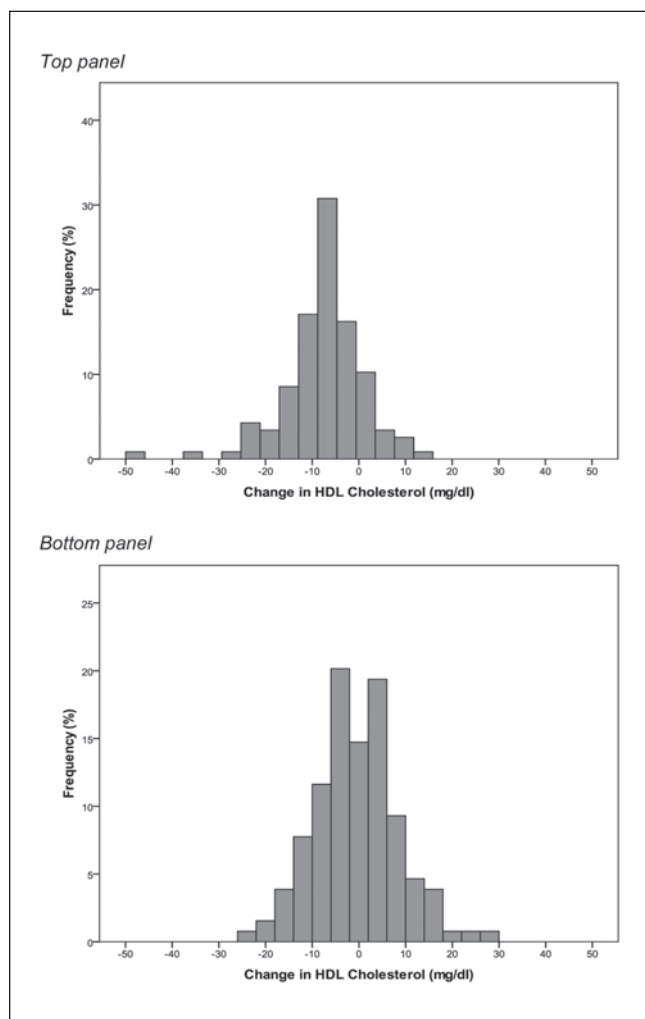 Top panel
40
30
20
10
0
Frequency (%)
-50 -40 -30 -20 -10 0 10 20 30 40 50
Change in HDL Cholesterol (mg/dl)
Bottom panel
25
20
15
10
5
0
Frequency (%)
-50 -40 -30 -20 -10 0 10 20 30 40 50
Change in HDL Cholesterol (mg/dl)